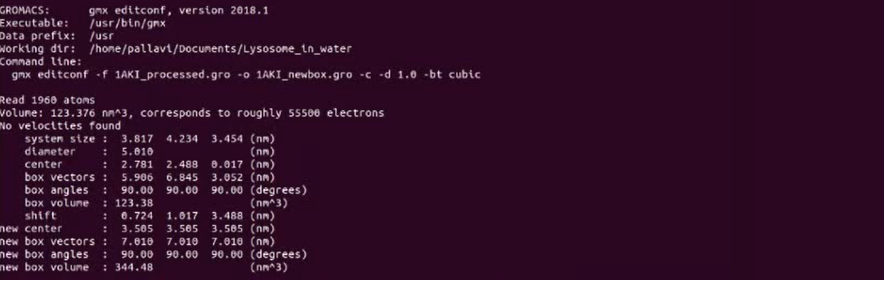 GROMACS:      gmx editconf, version 2018.1
Executable:   /usr/bin/gmx
Data prefix:  /usr
Working dir:  /home/pallavi/Documents/Lysosome_in_water
Command line:
  gmx editconf -f 1AKI_processed.gro -o 1AKI_newbox.gro -c -d 1.0 -bt cubic
Read 1960 atoms
Volume: 123.376 nm^3, corresponds to roughly 55500 electrons
No velocities found
    system size :  3.817  4.234  3.454 (nm)
    diameter    :  5.010               (nm)
    center      :  2.781  2.488  0.017 (nm)
    box vectors :  5.906  6.845  3.052 (nm)
    box angles  :  90.00  90.00  90.00 (degrees)
    box volume  : 123.38               (nm^3)
    shift       :  0.724  1.017  3.488 (nm)
new center      :  3.505  3.505  3.505 (nm)
new box vectors :  7.010  7.010  7.010 (nm)
new box angles  :  90.00  90.00  90.00 (degrees)
new box volume  : 344.48               (nm^3)